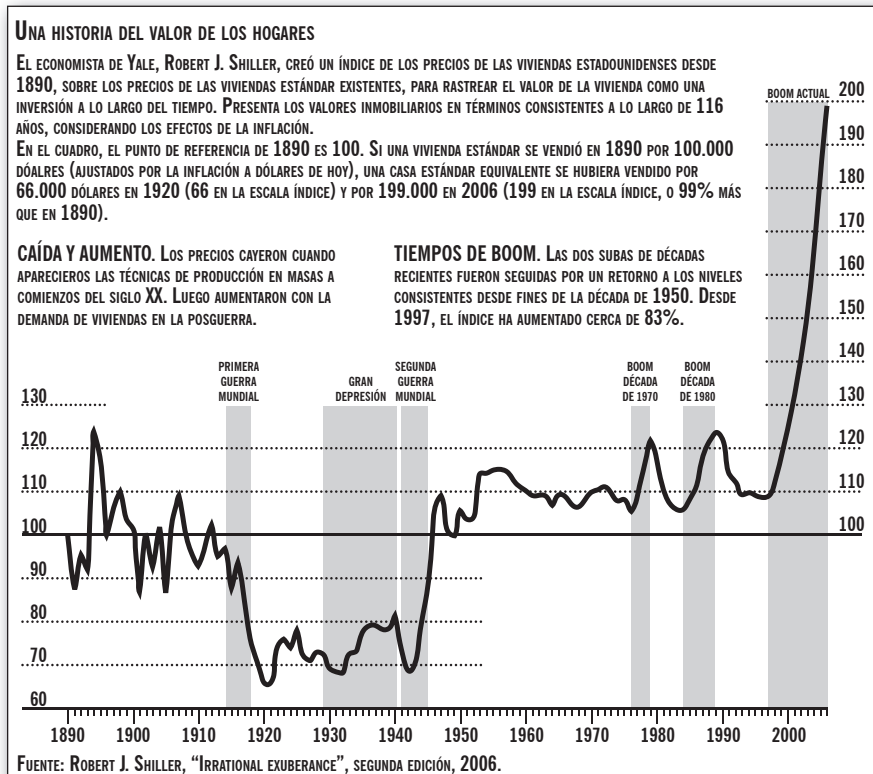 UNA HISTORIA DEL VALOR DE LOS HOGARES
EL ECONOMISTA DE YALE, ROBERT J. SHILLER, CREÓ UN ÍNDICE DE LOS PRECIOS DE LAS VIVIENDAS ESTADOUNIDENSES DESDE
1890, SOBRE LOS PRECIOS DE LAS VIVIENDAS ESTÁNDAR EXISTENTES, PARA RASTREAR EL VALOR DE LA VIVIENDA COMO UNA
INVERSIÓN A LO LARGO DEL TIEMPO. PRESENTA LOS VALORES INMOBILIARIOS EN TÉRMINOS CONSISTENTES A LO LARGO DE 116
AÑOS, CONSIDERANDO LOS EFECTOS DE LA INFLACIÓN.
EN EL CUADRO, EL PUNTO DE REFERENCIA DE 1890 ES 100. SI UNA VIVIENDA ESTÁNDAR SE VENDIÓ EN 1890 POR 100.000
DÓALRES (AJUSTADOS POR LA INFLACIÓN A DÓLARES DE HOY), UNA CASA ESTÁNDAR EQUIVALENTE SE HUBIERA VENDIDO POR
66.000 DÓLARES EN 1920 (66 EN LA ESCALA ÍNDICE) Y POR 199.000 EN 2006 (199 EN LA ESCALA ÍNDICE, O 99% MÁS
QUE EN 1890).
CAÍDA Y AUMENTO. LOS PRECIOS CAYERON CUANDO
APARECIEROS LAS TÉCNICAS DE PRODUCCIÓN EN MASAS A
COMIENZOS DEL SIGLO XX. LUEGO AUMENTARON CON LA
DEMANDA DE VIVIENDAS EN LA POSGUERRA.
TIEMPOS DE BOOM. LAS DOS SUBAS DE DÉCADAS
RECIENTES FUERON SEGUIDAS POR UN RETORNO A LOS NIVELES
CONSISTENTES DESDE FINES DE LA DÉCADA DE 1950. DESDE
1997, EL ÍNDICE HA AUMENTADO CERCA DE 83%.
BOOM ACTUAL
200
190
180
170
160
150
140
130
120
110
100
PRIMERA
GUERRA
MUNDIAL
GRAN
DEPRESIÓN
SEGUNDA
GUERRA
MUNDIAL
BOOM
DÉCADA
DE 1970
BOOM
DÉCADA
DE 1980
130
120
110
100
90
80
70
60
1890 1900 1910 1920 1930 1940 1950 1960 1970 1980 1990 2000
FUENTE: ROBERT J. SHILLER, "IRRATIONAL EXUBERANCE", SEGUNDA EDICIÓN, 2006.